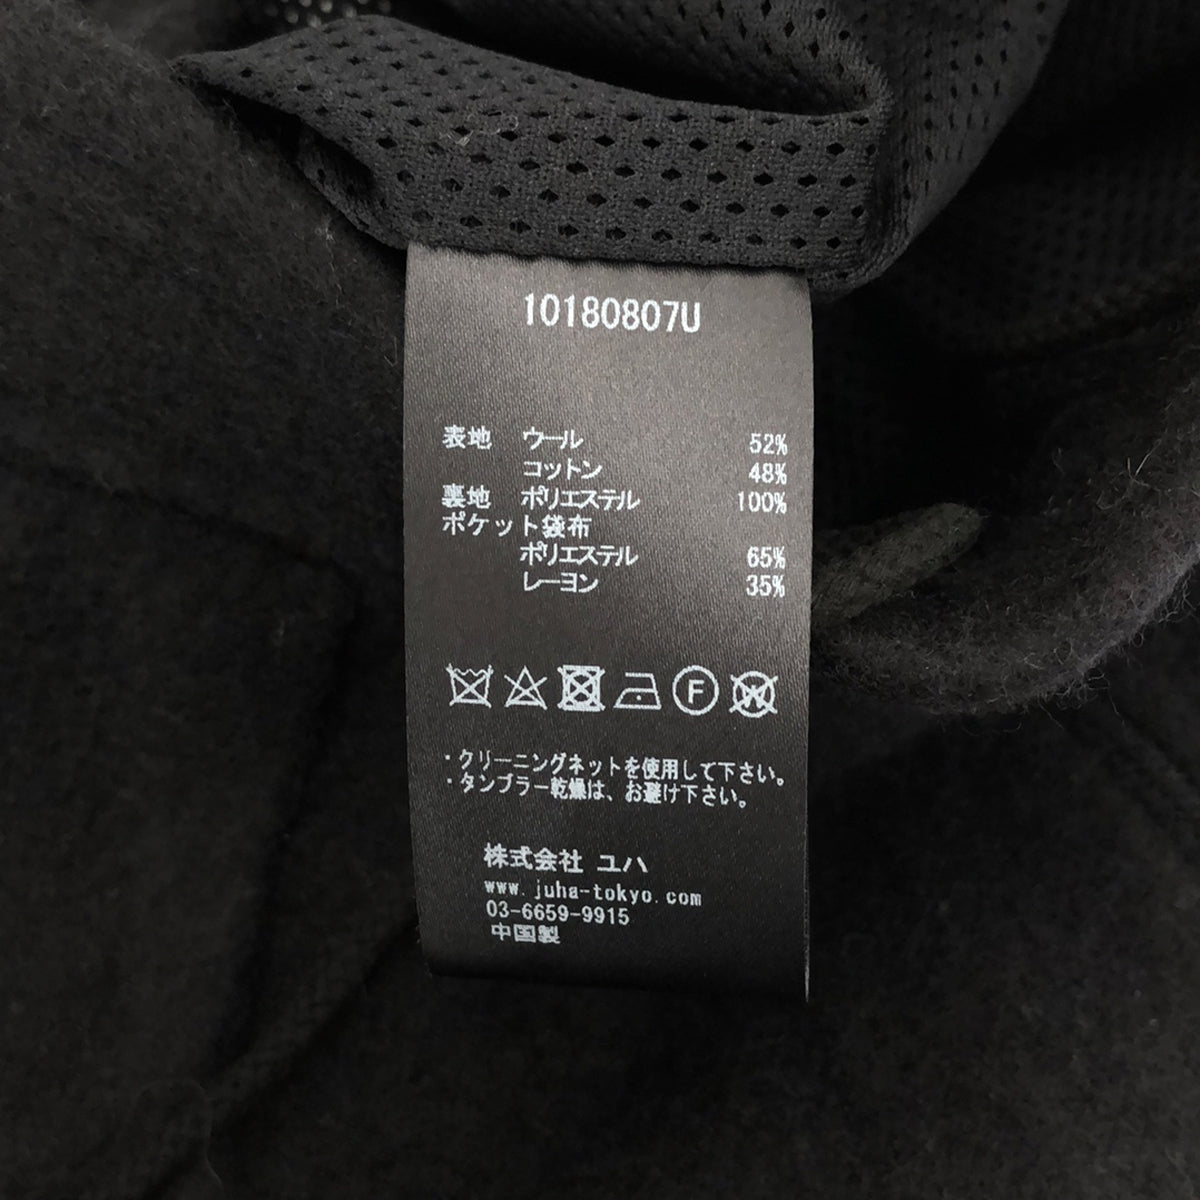 10180807U
表地 ウール 52%
コットン 48%
裏地 ポリエステル 100%
ポケット袋布
ポリエステル 65%
レーヨン 35%
F W
・クリーニングネットを使用して下さい。
・タンブラー乾燥は、お避け下さい。
株式会社 ユハ
www.juha-tokyo.com
03-6659-9915
中国製